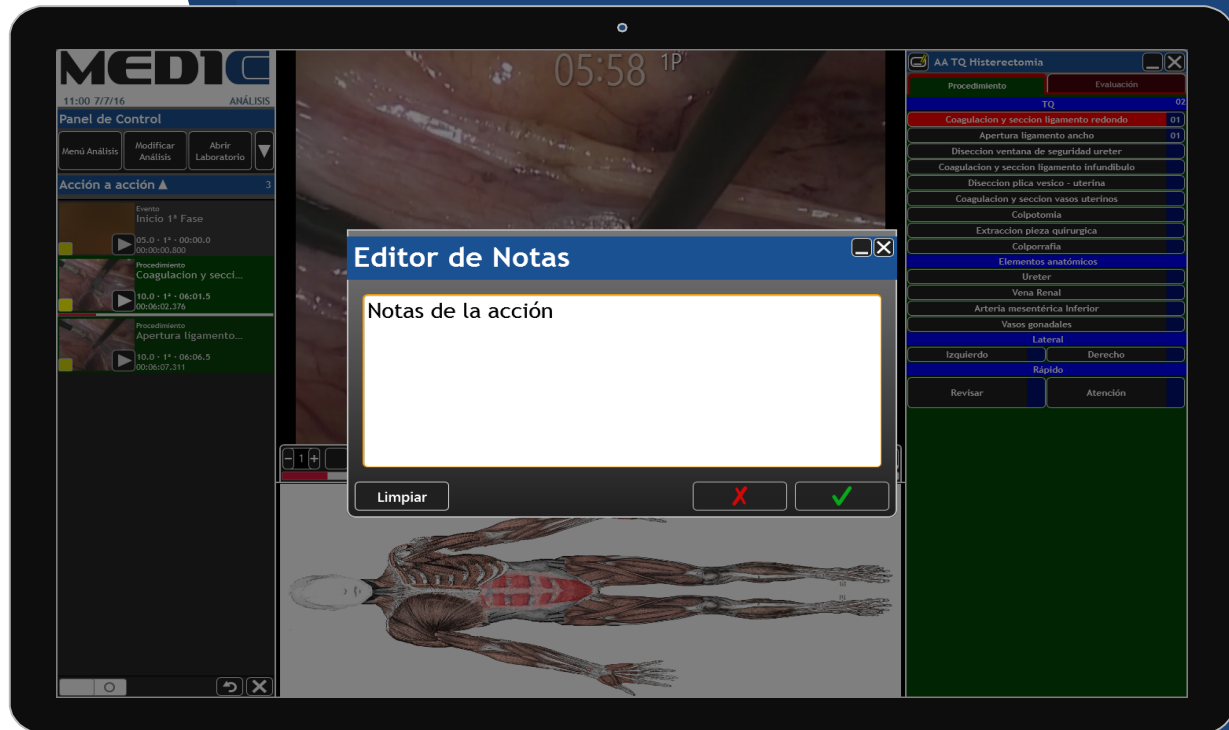 MED1C
11:00 7/7/16
ANÁLISIS
Panel de Control
Menú Análisis
Modificar
Análisis
Abrir
Laboratorio
Acción a acción ▲ 3
Evento
Inicio 1ª Fase
05.0 · 1ª · 00:00.0
00:00:00.800
Procedimiento
Coagulacion y secci...
10.0 · 1ª · 06:01.5
00:06:02.376
Procedimiento
Apertura ligamento...
10.0 · 1ª · 06:06.5
00:06:07.311
05:58 1P
- 1 +
Editor de Notas
Notas de la acción
Limpiar
AA TQ Histerectomia
Procedimiento
Evaluación
TQ 02
Coagulacion y seccion ligamento redondo 01
Apertura ligamento ancho 01
Diseccion ventana de seguridad ureter
Coagulacion y seccion ligamento infundibulo
Diseccion plica vesico - uterina
Coagulacion y seccion vasos uterinos
Colpotomia
Extraccion pieza quirurgica
Colporrafia
Elementos anatómicos
Ureter
Vena Renal
Arteria mesentérica Inferior
Vasos gonadales
Lateral
Izquierdo
Derecho
Rápido
Revisar
Atención